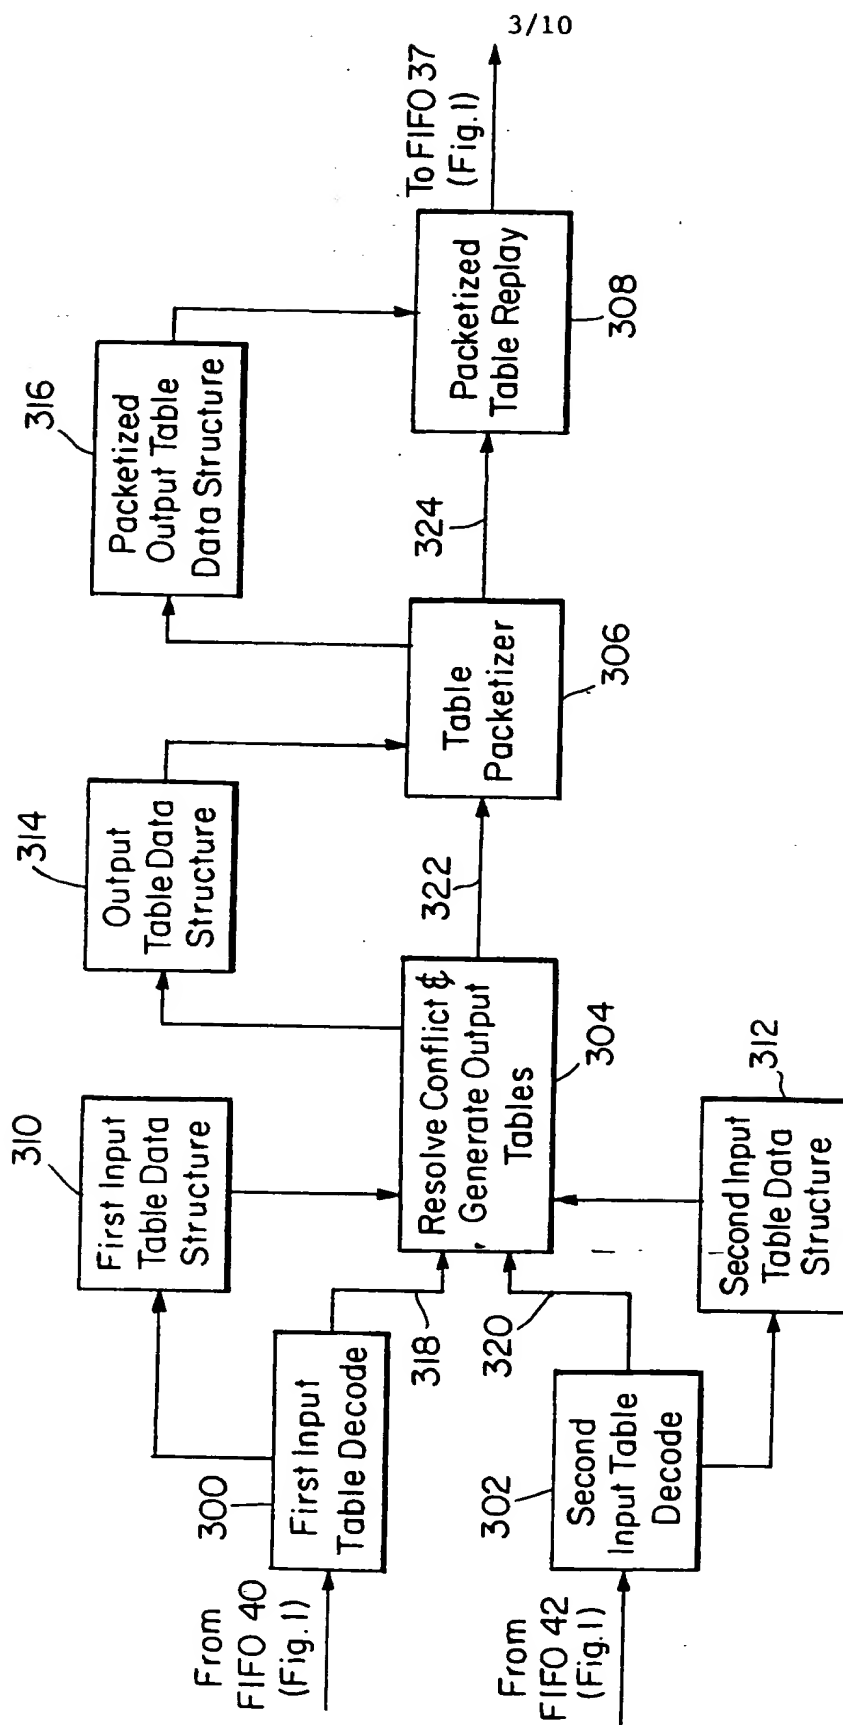 3/10
From
FIFO 40
(Fig. 1)
300
First Input
Table Decode
310
First Input
Table Data
Structure
318
From
FIFO 42
(Fig. 1)
302
Second
Input Table
Decode
320
Second Input
Table Data
Structure
312
Resolve Conflict &
Generate Output
Tables
304
314
Output
Table Data
Structure
322
Table
Packetizer
306
316
Packetized
Output Table
Data Structure
324
Packetized
Table Replay
308
To FIFO 37
(Fig. 1)